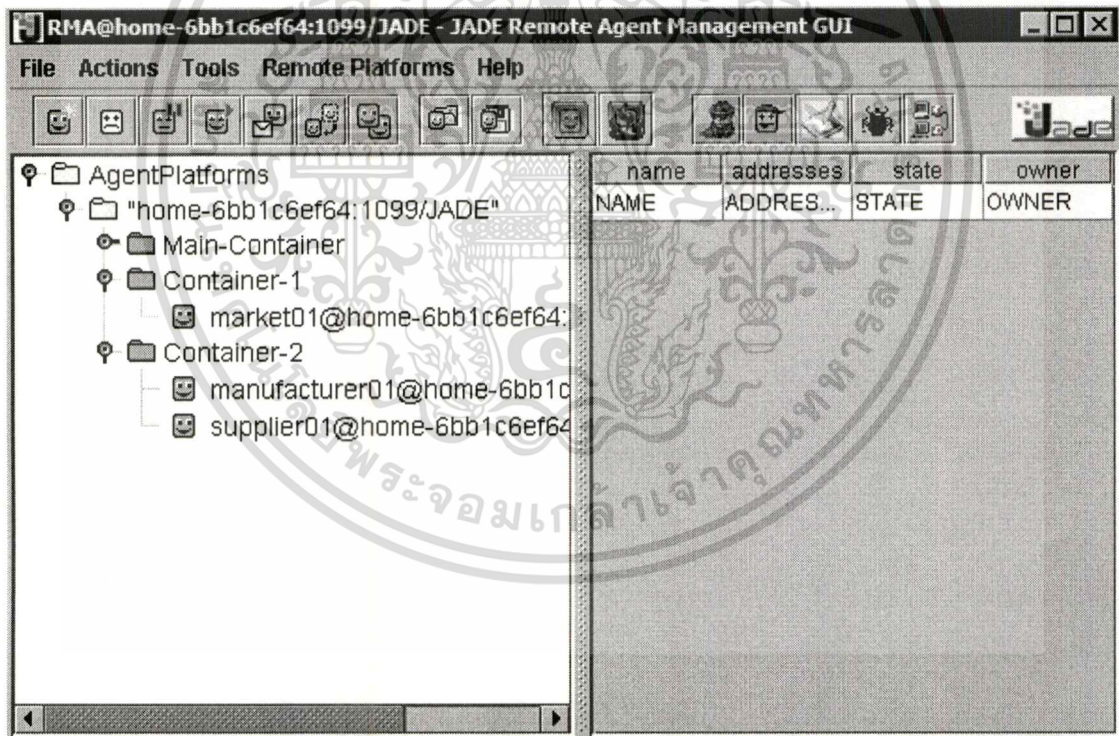 RMA@home-6bb1c6ef64:1099/JADE - JADE Remote Agent Management GUI
File Actions Tools Remote Platforms Help
Jade
AgentPlatforms
"home-6bb1c6ef64:1099/JADE"
Main-Container
Container-1
market01@home-6bb1c6ef64:
Container-2
manufacturer01@home-6bb1c
supplier01@home-6bb1c6ef64
name addresses state owner
NAME ADDRES... STATE OWNER